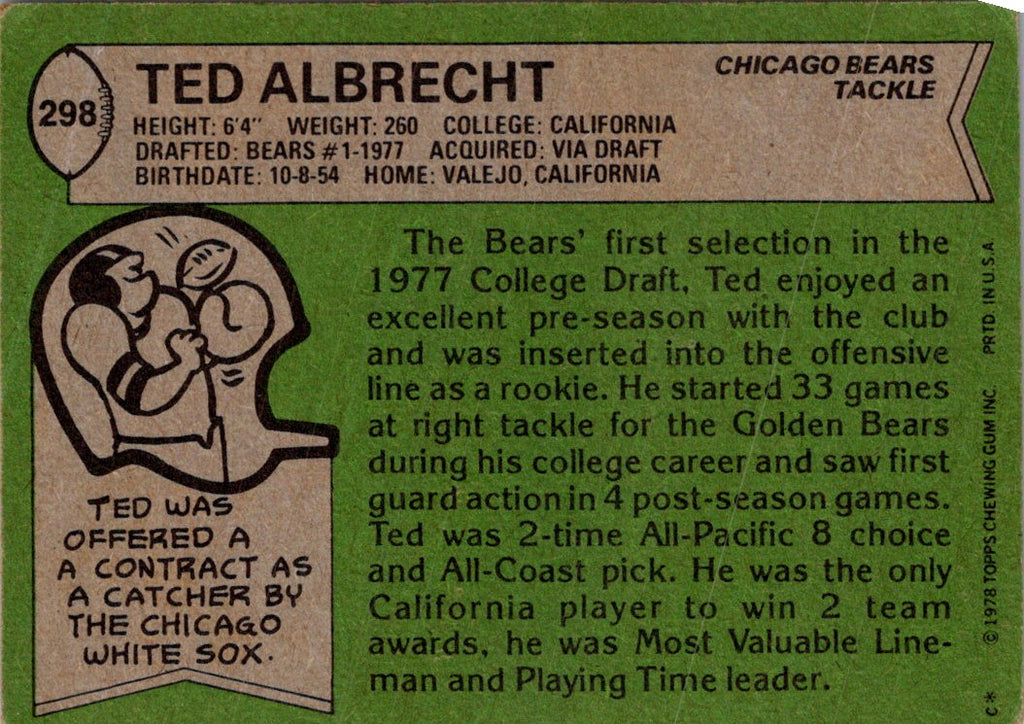 298
TED ALBRECHT
CHICAGO BEARS
TACKLE
HEIGHT: 6'4" WEIGHT: 260 COLLEGE: CALIFORNIA
DRAFTED: BEARS #1-1977 ACQUIRED: VIA DRAFT
BIRTHDATE: 10-8-54 HOME: VALEJO, CALIFORNIA
The Bears' first selection in the
1977 College Draft, Ted enjoyed an
excellent pre-season with the club
and was inserted into the offensive
line as a rookie. He started 33 games
at right tackle for the Golden Bears
during his college career and saw first
guard action in 4 post-season games.
Ted was 2-time All-Pacific 8 choice
and All-Coast pick. He was the only
California player to win 2 team
awards, he was Most Valuable Line-
man and Playing Time leader.
TED WAS
OFFERED A
A CONTRACT AS
A CATCHER BY
THE CHICAGO
WHITE SOX.
C* © 1978 TOPPS CHEWING GUM INC. PRTD. IN U.S.A.